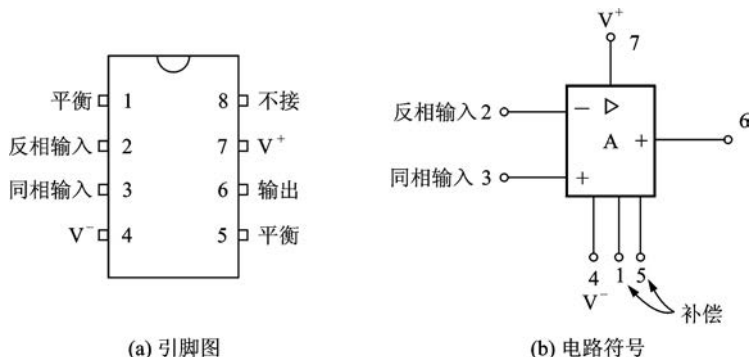 平衡 1 8 不接
反相输入 2 7 V⁺
同相输入 3 6 输出
V⁻ 4 5 平衡
(a) 引脚图
V⁺
7
反相输入 2
− ▷
A +
6
同相输入 3
+
4 1 5
V⁻
补偿
(b) 电路符号